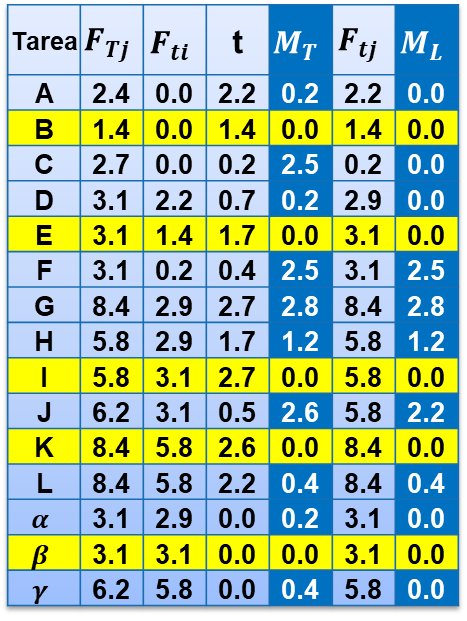 Tarea F_Tj F_ti t M_T F_tj M_L
A 2.4 0.0 2.2 0.2 2.2 0.0
B 1.4 0.0 1.4 0.0 1.4 0.0
C 2.7 0.0 0.2 2.5 0.2 0.0
D 3.1 2.2 0.7 0.2 2.9 0.0
E 3.1 1.4 1.7 0.0 3.1 0.0
F 3.1 0.2 0.4 2.5 3.1 2.5
G 8.4 2.9 2.7 2.8 8.4 2.8
H 5.8 2.9 1.7 1.2 5.8 1.2
I 5.8 3.1 2.7 0.0 5.8 0.0
J 6.2 3.1 0.5 2.6 5.8 2.2
K 8.4 5.8 2.6 0.0 8.4 0.0
L 8.4 5.8 2.2 0.4 8.4 0.4
α 3.1 2.9 0.0 0.2 3.1 0.0
β 3.1 3.1 0.0 0.0 3.1 0.0
γ 6.2 5.8 0.0 0.4 5.8 0.0